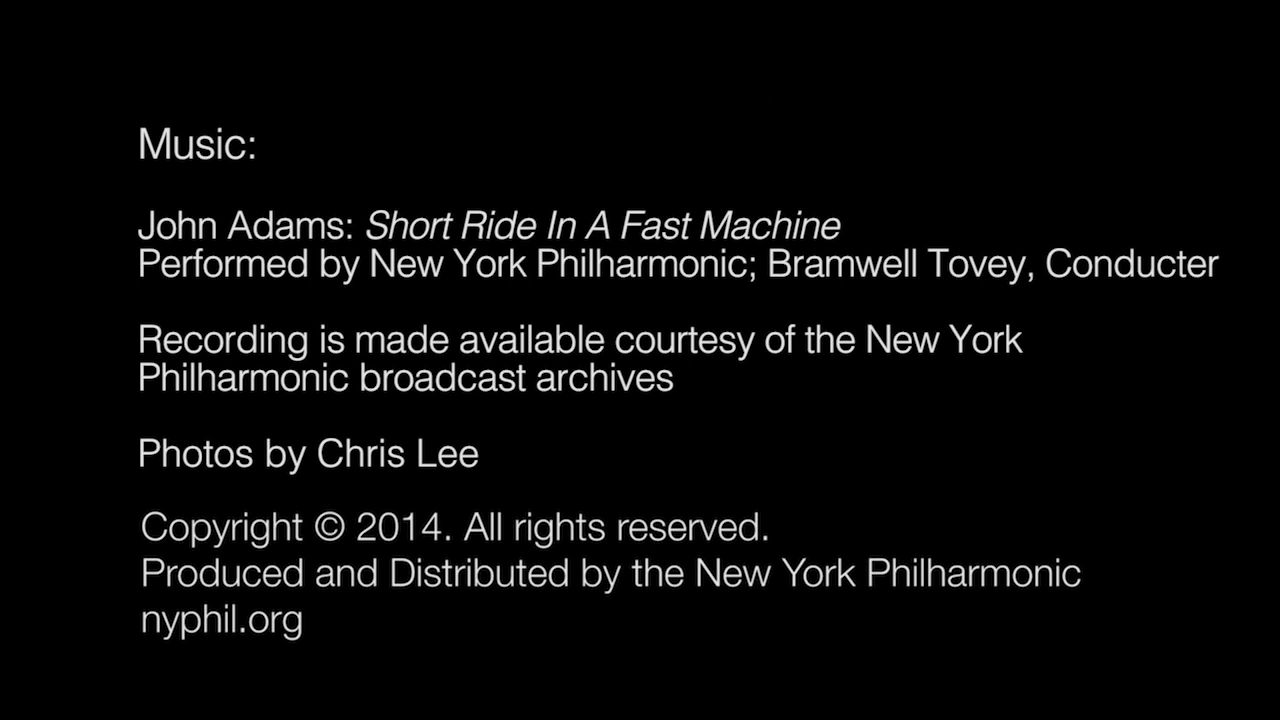 Music:
John Adams: Short Ride In A Fast Machine
Performed by New York Philharmonic; Bramwell Tovey, Conducter
Recording is made available courtesy of the New York
Philharmonic broadcast archives
Photos by Chris Lee
Copyright © 2014. All rights reserved.
Produced and Distributed by the New York Philharmonic
nyphil.org